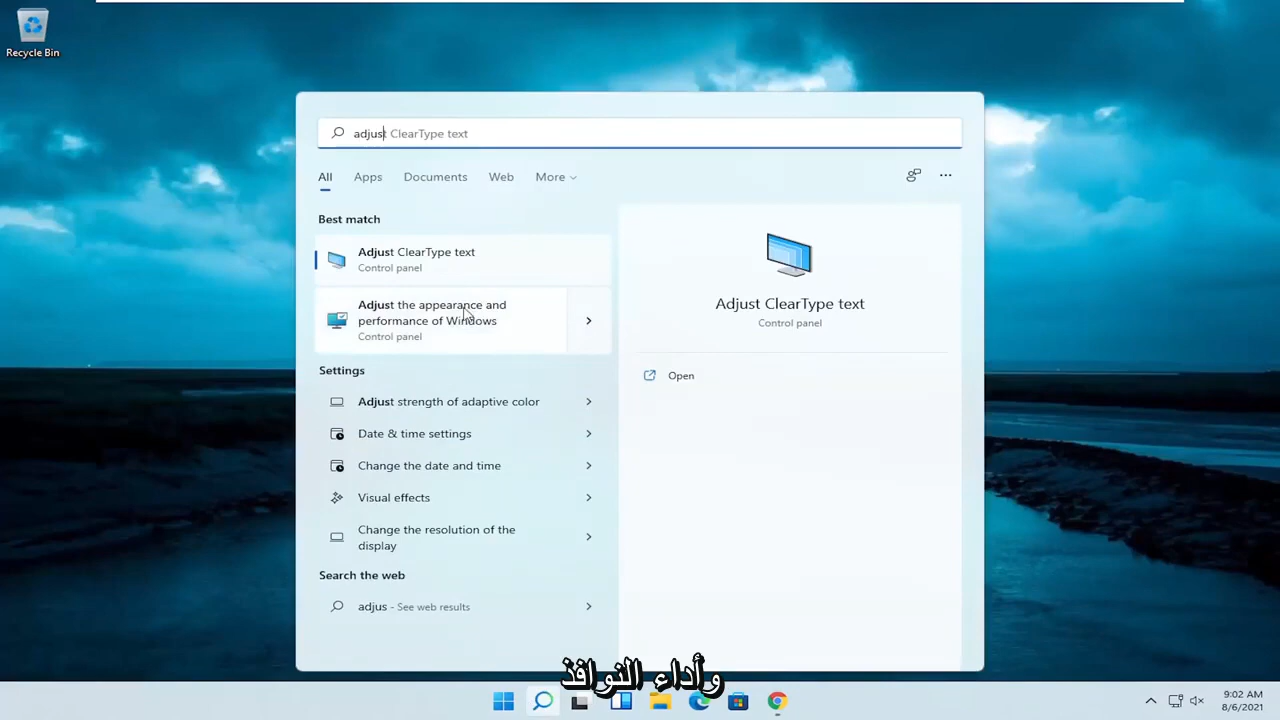 Recycle Bin
adjust ClearType text
All Apps Documents Web More
Best match
Adjust ClearType text
Control panel
Adjust the appearance and
performance of Windows
Control panel
Settings
Adjust strength of adaptive color
Date & time settings
Change the date and time
Visual effects
Change the resolution of the
display
Search the web
adjus - See web results
Adjust ClearType text
Control panel
Open
وأداء النوافذ
9:02 AM
8/6/2021